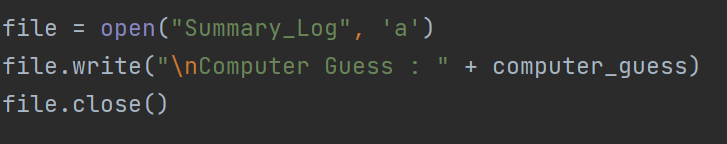 file = open("Summary_Log", 'a')
file.write("\nComputer Guess : " + computer_guess)
file.close()